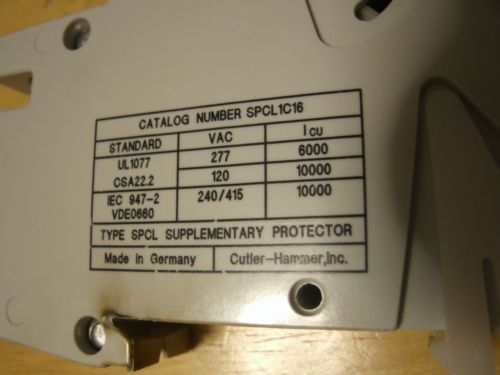 CATALOG NUMBER SPCL1C16
STANDARD VAC ICU
UL1077 277 6000
CSA22.2 120 10000
IEC 947-2 240/415 10000
VDE0660
TYPE SPCL SUPPLEMENTARY PROTECTOR
Made in Germany Cutler-Hammer,Inc.